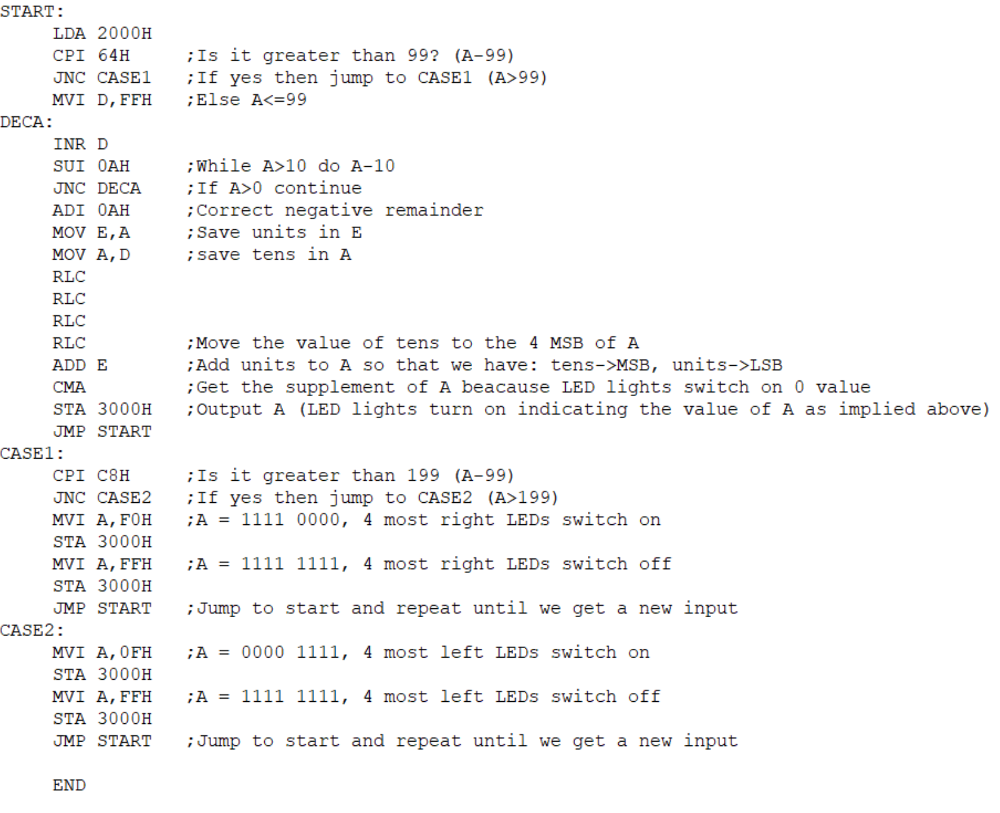 START:
     LDA 2000H
     CPI 64H     ;Is it greater than 99? (A-99)
     JNC CASE1   ;If yes then jump to CASE1 (A>99)
     MVI D,FFH   ;Else A<=99
DECA:
     INR D
     SUI 0AH     ;While A>10 do A-10
     JNC DECA    ;If A>0 continue
     ADI 0AH     ;Correct negative remainder
     MOV E,A     ;Save units in E
     MOV A,D     ;save tens in A
     RLC
     RLC
     RLC
     RLC         ;Move the value of tens to the 4 MSB of A
     ADD E       ;Add units to A so that we have: tens->MSB, units->LSB
     CMA         ;Get the supplement of A beacause LED lights switch on 0 value
     STA 3000H   ;Output A (LED lights turn on indicating the value of A as implied above)
     JMP START
CASE1:
     CPI C8H     ;Is it greater than 199 (A-99)
     JNC CASE2   ;If yes then jump to CASE2 (A>199)
     MVI A,F0H   ;A = 1111 0000, 4 most right LEDs switch on
     STA 3000H
     MVI A,FFH   ;A = 1111 1111, 4 most right LEDs switch off
     STA 3000H
     JMP START   ;Jump to start and repeat until we get a new input
CASE2:
     MVI A,0FH   ;A = 0000 1111, 4 most left LEDs switch on
     STA 3000H
     MVI A,FFH   ;A = 1111 1111, 4 most left LEDs switch off
     STA 3000H
     JMP START   ;Jump to start and repeat until we get a new input
     END